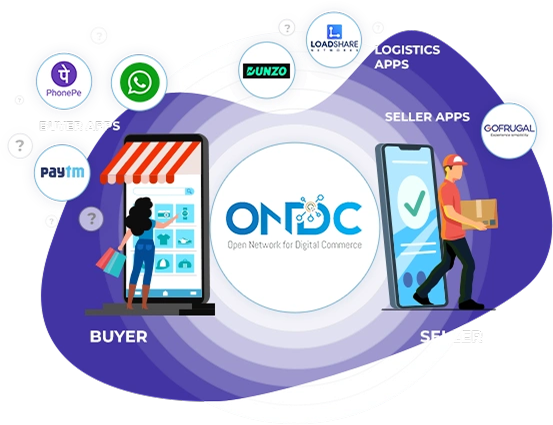 LOADSHARE
NETWORKS
LOGISTICS
APPS
?
DUNZO
पे
PhonePe
SELLER APPS
BUYER APPS
GOFRUGAL
?
paytm
?
ONDC
Open Network for Digital Commerce
BUYER
SELLER